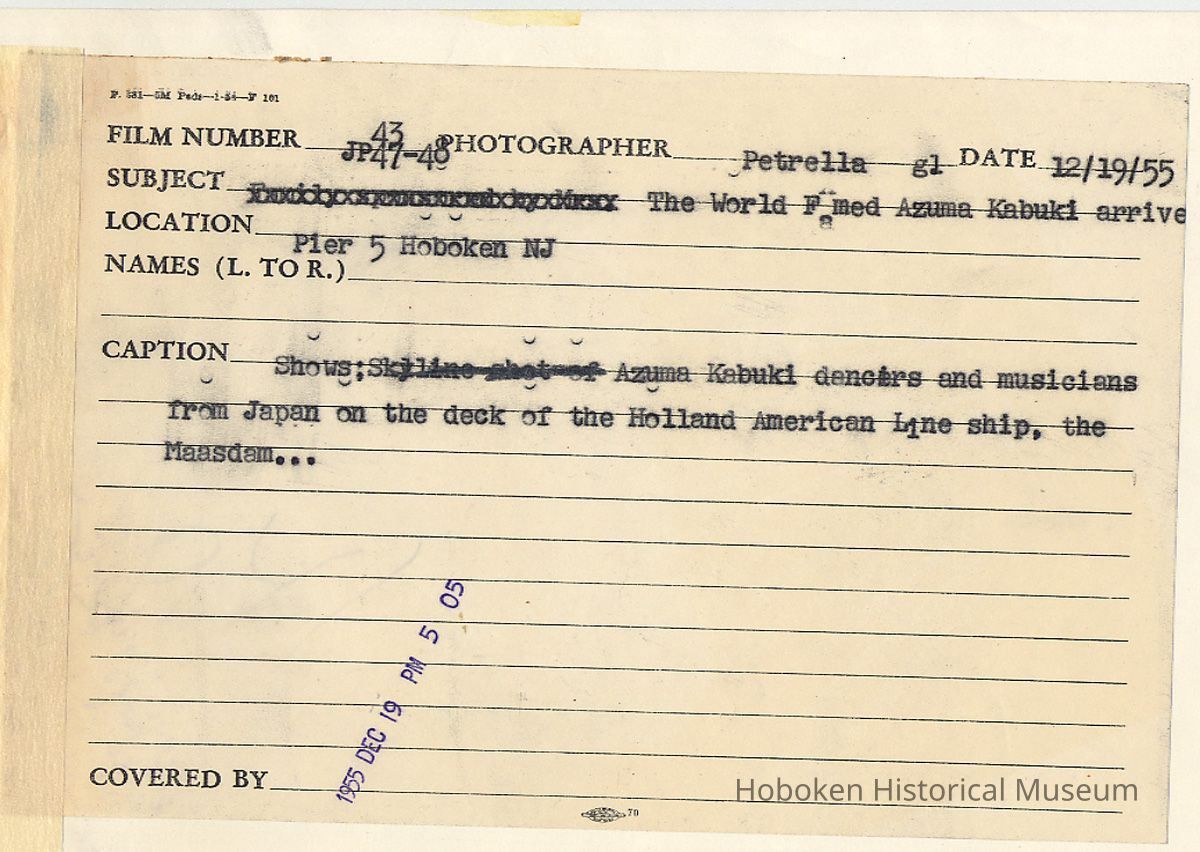 F. 581—5M Pads—1-54—F 101
FILM NUMBER 43 JP47-48 PHOTOGRAPHER Petrella gl DATE 12/19/55
SUBJECT The World Famed Azuma Kabuki arrive
LOCATION Pier 5 Hoboken NJ
NAMES (L. TO R.)
CAPTION Shows:Skyline shot of Azuma Kabuki dancers and musicians
from Japan on the deck of the Holland American Line ship, the
Maasdam...
1955 DEC 19 PM 5 05
COVERED BY
Hoboken Historical Museum
70